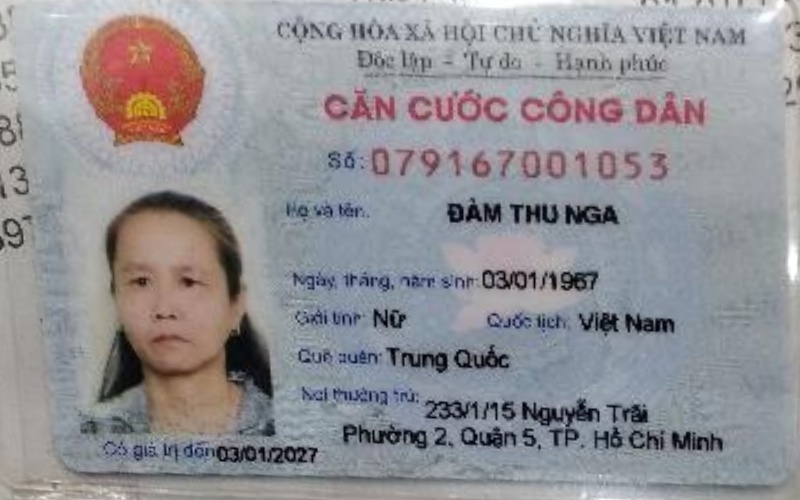 CỘNG HÒA XÃ HỘI CHỦ NGHĨA VIỆT NAM
Độc lập - Tự do - Hạnh phúc
CĂN CƯỚC CÔNG DÂN
Số: 079167001053
Họ và tên: ĐÀM THU NGA
Ngày, tháng, năm sinh: 03/01/1967
Giới tính: Nữ Quốc tịch: Việt Nam
Quê quán: Trung Quốc
Nơi thường trú: 233/1/15 Nguyễn Trãi
Phường 2, Quận 5, TP. Hồ Chí Minh
Có giá trị đến 03/01/2027